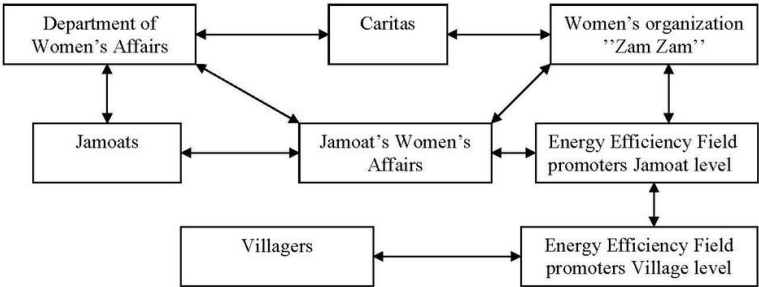 Department of
Women's Affairs
Caritas
Women's organization
''Zam Zam''
Jamoats
Jamoat's Women's
Affairs
Energy Efficiency Field
promoters Jamoat level
Villagers
Energy Efficiency Field
promoters Village level